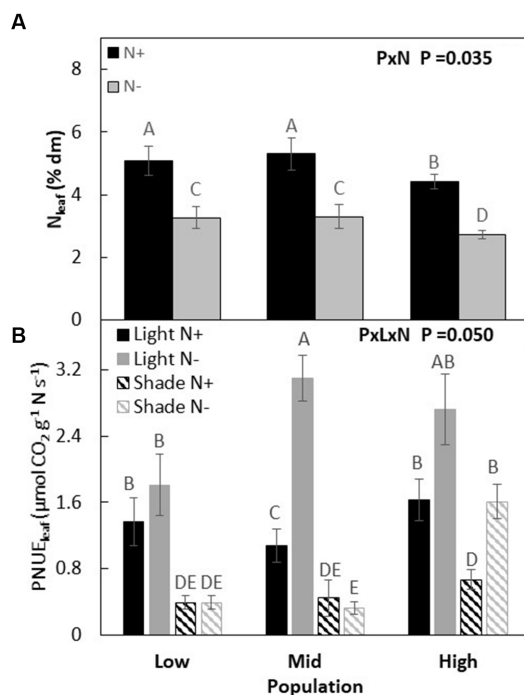 A
PxN P =0.035
N+
N-
8
6
4
2
0
N_leaf (% dm)
A
C
A
C
B
D
B
PxLxN P =0.050
Light N+
Light N-
Shade N+
Shade N-
3.2
2.4
1.6
0.8
0
PNUE_leaf (μmol CO₂ g⁻¹ N s⁻¹)
B
B
DE
DE
C
A
DE
E
B
AB
D
B
Low
Mid
High
Population